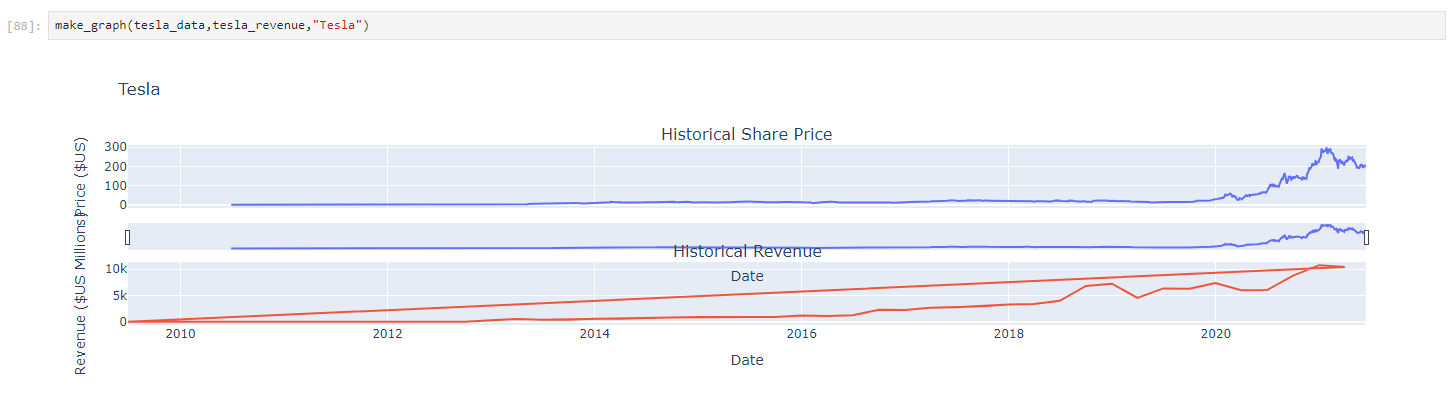 [88]: make_graph(tesla_data,tesla_revenue,"Tesla")
Tesla
Historical Share Price
Price ($US)
300
200
100
0
Historical Revenue
Date
Revenue ($US Millions)
10k
5k
0
2010 2012 2014 2016 2018 2020
Date